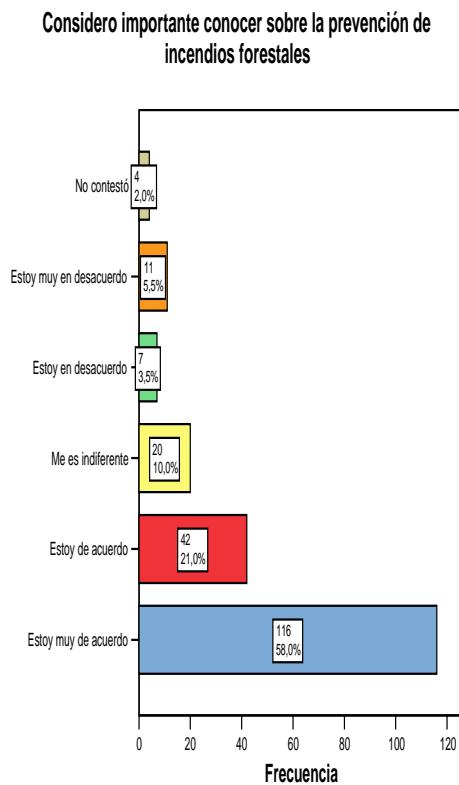 Considero importante conocer sobre la prevención de
incendios forestales
No contestó
4
2,0%
Estoy muy en desacuerdo
11
5,5%
Estoy en desacuerdo
7
3,5%
Me es indiferente
20
10,0%
Estoy de acuerdo
42
21,0%
Estoy muy de acuerdo
116
58,0%
0 20 40 60 80 100 120
Frecuencia